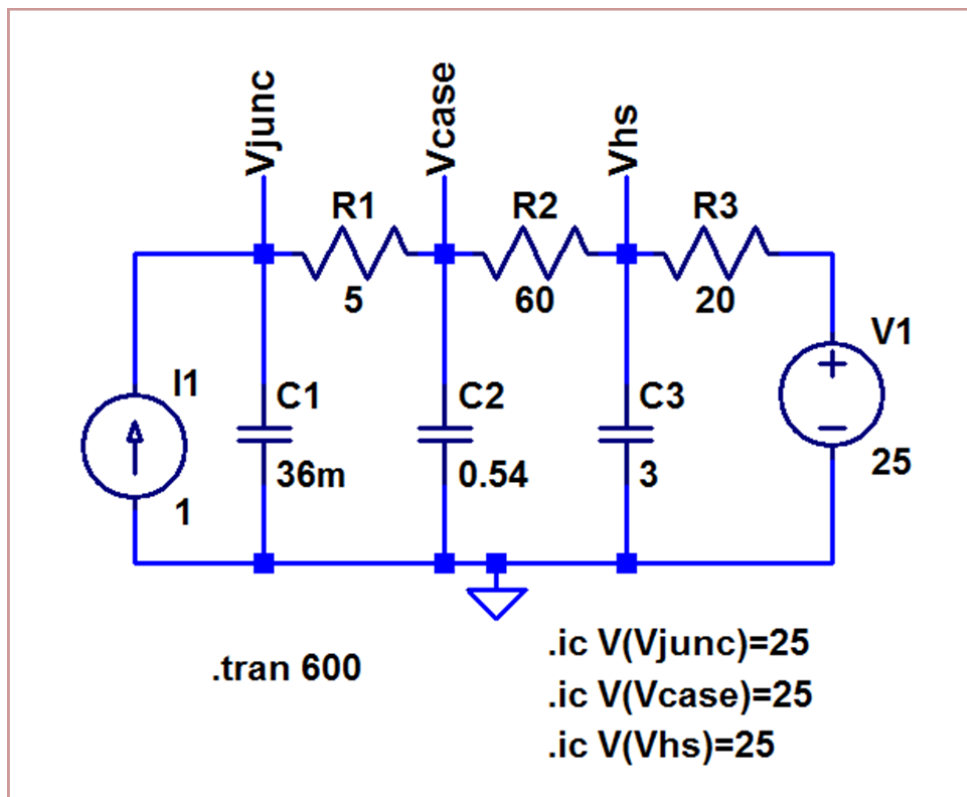 Vjunc
Vcase
Vhs
R1
R2
R3
5
60
20
V1
I1
C1
C2
C3
+
−
1
36m
0.54
3
25
.tran 600
.ic V(Vjunc)=25
.ic V(Vcase)=25
.ic V(Vhs)=25